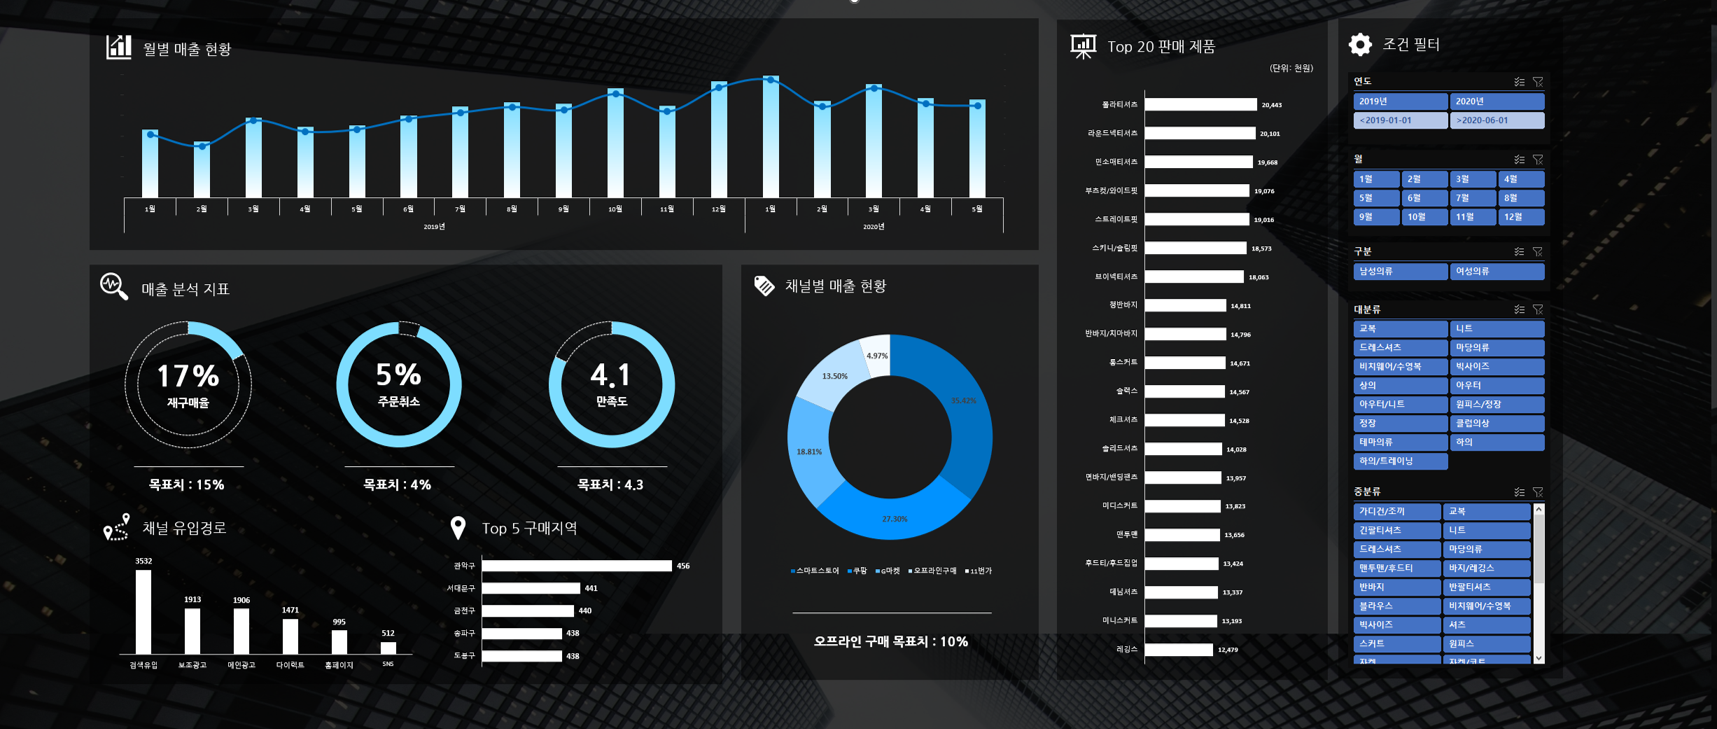 월별 매출 현황
1월 2월 3월 4월 5월 6월 7월 8월 9월 10월 11월 12월 1월 2월 3월 4월 5월
2019년 2020년
매출 분석 지표
17% 재구매율
목표치 : 15%
5% 주문취소
목표치 : 4%
4.1 만족도
목표치 : 4.3
채널 유입경로
3532 1913 1906 1471 995 512
검색유입 보조광고 메인광고 다이렉트 홈페이지 SNS
Top 5 구매지역
관악구 456
서대문구 441
금천구 440
송파구 438
도봉구 438
채널별 매출 현황
4.97%
13.50%
35.42%
18.81%
27.30%
스마트스토어 쿠팡 G마켓 오프라인구매 11번가
오프라인 구매 목표치 : 10%
Top 20 판매 제품
(단위: 천원)
폴라티셔츠 20,443
라운드넥티셔츠 20,101
민소매티셔츠 19,668
부츠컷/와이드핏 19,076
스트레이트핏 19,016
스키니/슬림핏 18,573
브이넥티셔츠 18,063
청반바지 14,811
반바지/치마바지 14,796
롱스커트 14,671
슬랙스 14,567
체크셔츠 14,528
솔리드셔츠 14,028
면바지/밴딩팬츠 13,957
미디스커트 13,823
맨투맨 13,656
후드티/후드집업 13,424
데님셔츠 13,337
미니스커트 13,193
레깅스 12,479
조건 필터
연도
2019년 2020년
<2019-01-01 >2020-06-01
월
1월 2월 3월 4월
5월 6월 7월 8월
9월 10월 11월 12월
구분
남성의류 여성의류
대분류
교복 니트
드레스셔츠 마담의류
비치웨어/수영복 빅사이즈
상의 아우터
아우터/니트 원피스/정장
정장 클럽의상
테마의류 하의
하의/트레이닝
중분류
가디건/조끼 교복
긴팔티셔츠 니트
드레스셔츠 마담의류
맨투맨/후드티 바지/레깅스
반바지 반팔티셔츠
블라우스 비치웨어/수영복
빅사이즈 셔츠
스커트 원피스
자켓 자켓/코트